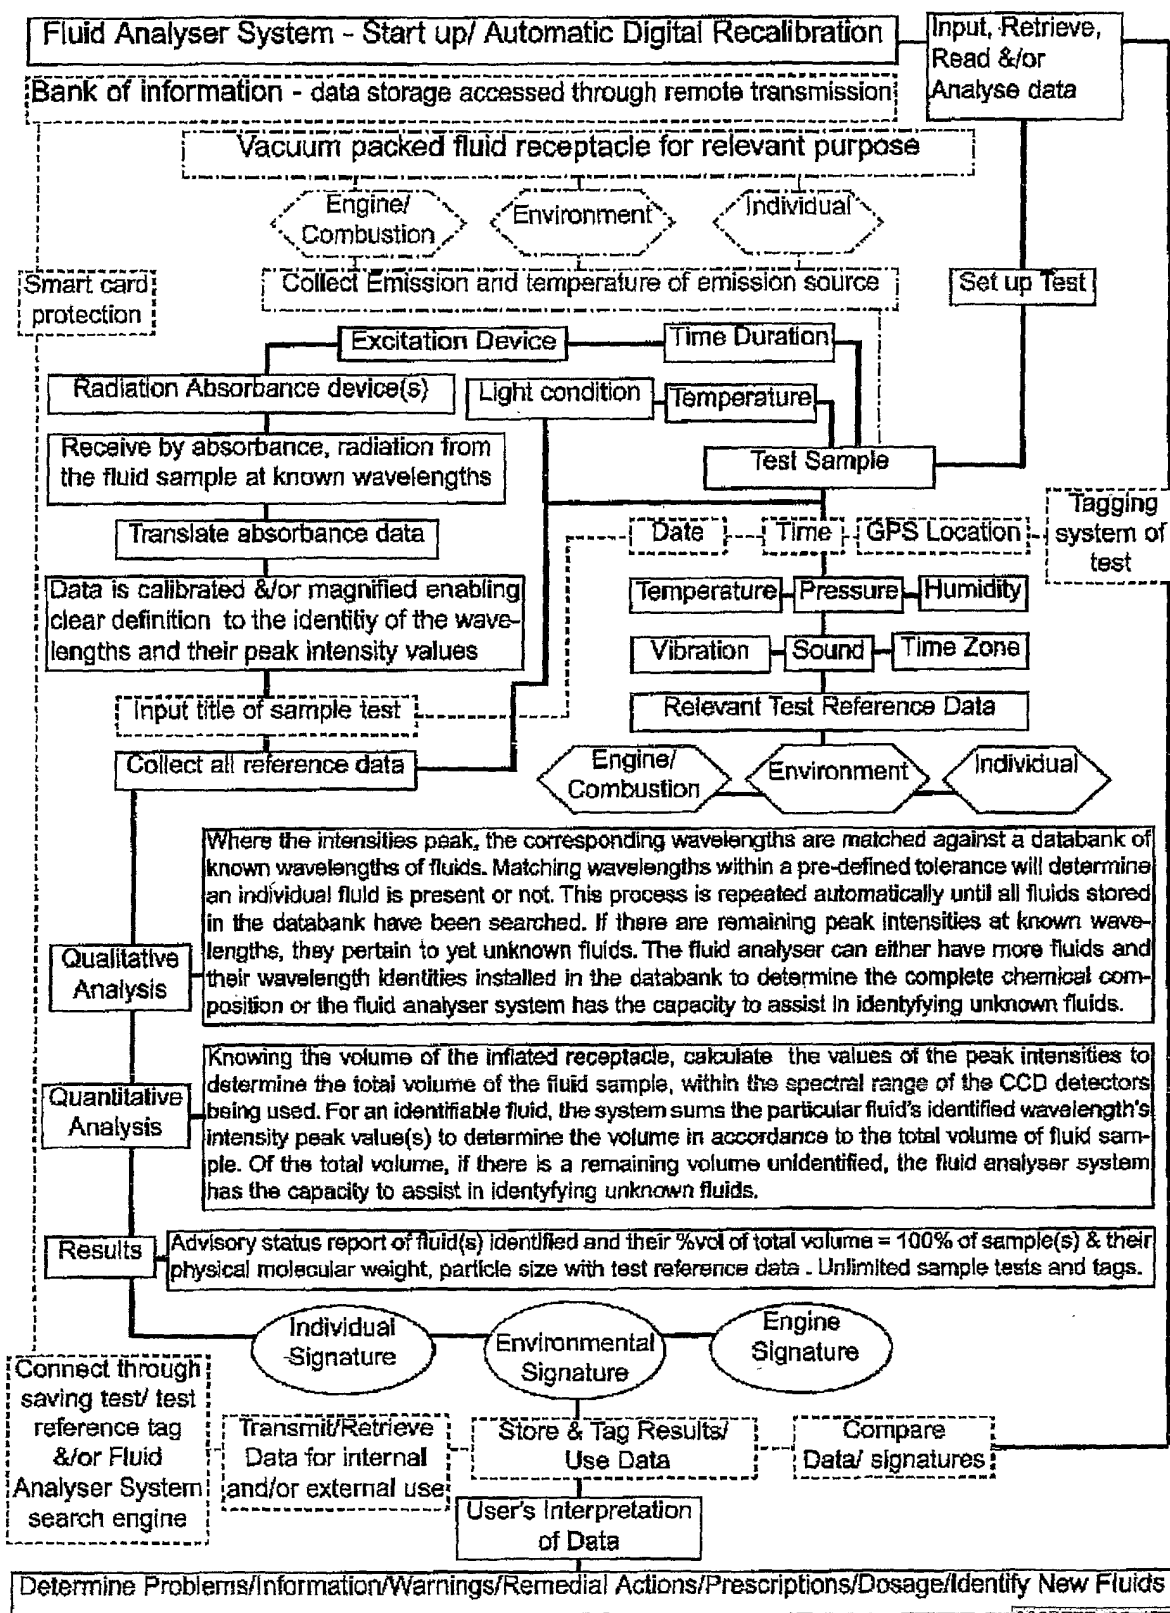 Fluid Analyser System - Start up/ Automatic Digital Recalibration
Input, Retrieve,
Read &/or
Analyse data
Bank of information - data storage accessed through remote transmission
Vacuum packed fluid receptacle for relevant purpose
Engine/
Combustion
Environment
Individual
Smart card
protection
Collect Emission and temperature of emission source
Set up Test
Excitation Device
Time Duration
Radiation Absorbance device(s)
Light condition
Temperature
Receive by absorbance, radiation from
the fluid sample at known wavelengths
Test Sample
Translate absorbance data
Date
Time
GPS Location
Tagging
system of
test
Data is calibrated &/or magnified enabling
clear definition to the identitiy of the wave-
lengths and their peak intensity values
Temperature
Pressure
Humidity
Vibration
Sound
Time Zone
Input title of sample test
Relevant Test Reference Data
Collect all reference data
Engine/
Combustion
Environment
Individual
Where the intensities peak, the corresponding wavelengths are matched against a databank of
known wavelengths of fluids. Matching wavelengths within a pre-defined tolerance will determine
an individual fluid is present or not. This process is repeated automatically until all fluids stored
in the databank have been searched. If there are remaining peak intensities at known wave-
lengths, they pertain to yet unknown fluids. The fluid analyser can either have more fluids and
their wavelength identities installed in the databank to determine the complete chemical com-
position or the fluid analyser system has the capacity to assist in identyfying unknown fluids.
Qualitative
Analysis
Knowing the volume of the inflated receptacle, calculate the values of the peak intensities to
determine the total volume of the fluid sample, within the spectral range of the CCD detectors
being used. For an identifiable fluid, the system sums the particular fluid's identified wavelength's
intensity peak value(s) to determine the volume in accordance to the total volume of fluid sam-
ple. Of the total volume, if there is a remaining volume unidentified, the fluid analyser system
has the capacity to assist in identyfying unknown fluids.
Quantitative
Analysis
Results
Advisory status report of fluid(s) identified and their %vol of total volume = 100% of sample(s) & their
physical molecular weight, particle size with test reference data . Unlimited sample tests and tags.
Individual
Signature
Environmental
Signature
Engine
Signature
Connect through
saving test/ test
reference tag
&/or Fluid
Analyser System
search engine
Transmit/Retrieve
Data for internal
and/or external use
Store & Tag Results/
Use Data
Compare
Data/ signatures
User's Interpretation
of Data
Determine Problems/Information/Warnings/Remedial Actions/Prescriptions/Dosage/Identify New Fluids